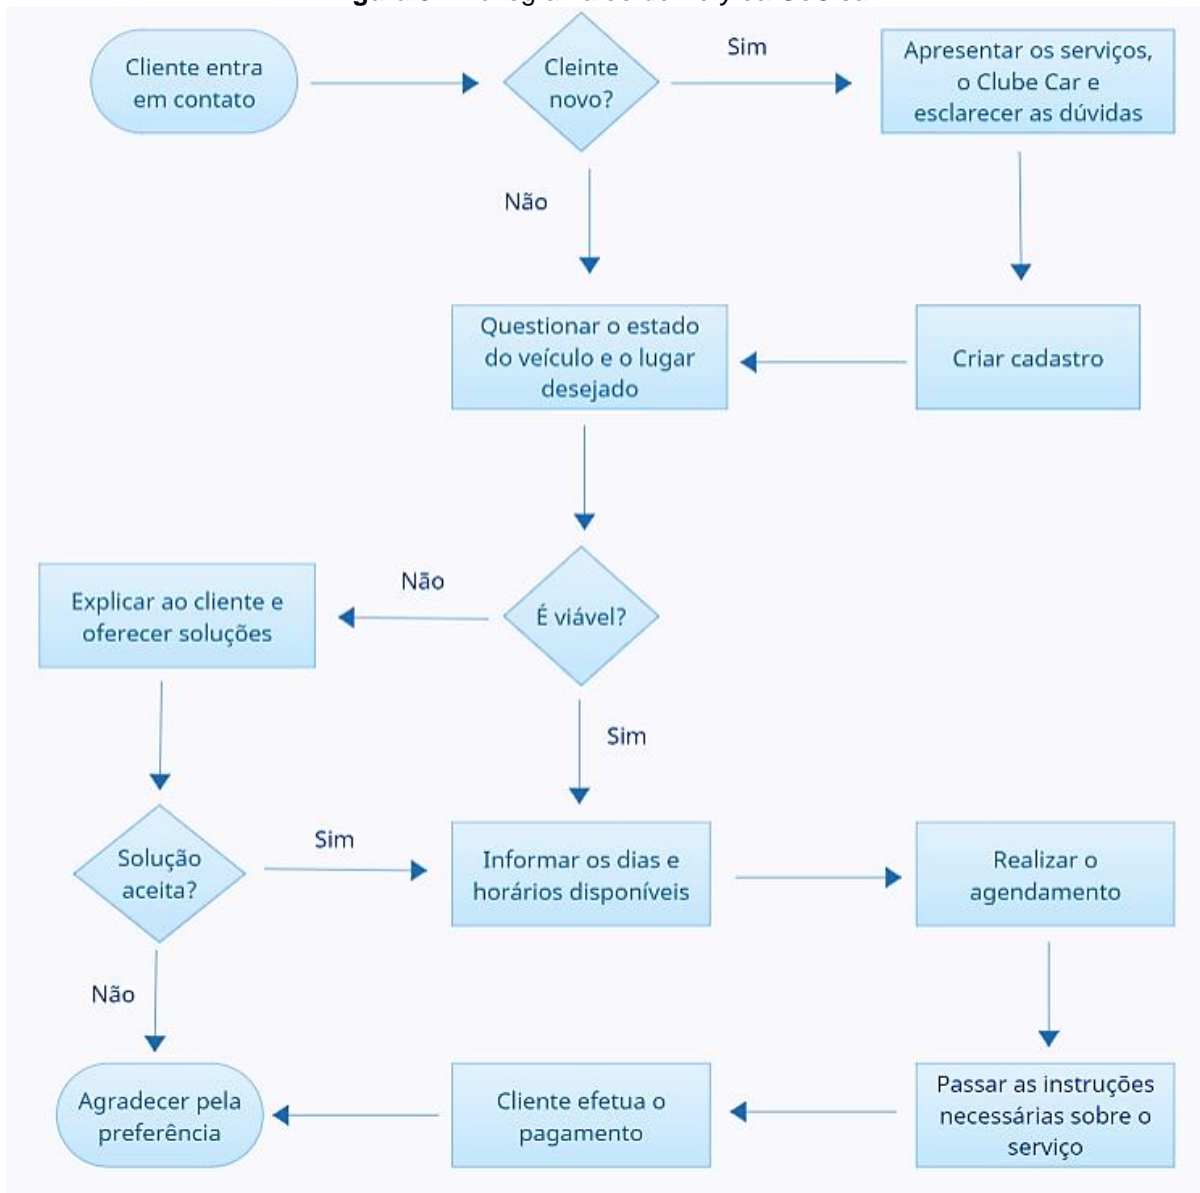 Cliente entra
em contato
Cleinte
novo?
Sim
Apresentar os serviços,
o Clube Car e
esclarecer as dúvidas
Não
Questionar o estado
do veículo e o lugar
desejado
Criar cadastro
Não
Explicar ao cliente e
oferecer soluções
É viável?
Sim
Solução
aceita?
Sim
Informar os dias e
horários disponíveis
Realizar o
agendamento
Não
Agradecer pela
preferência
Cliente efetua o
pagamento
Passar as instruções
necessárias sobre o
serviço